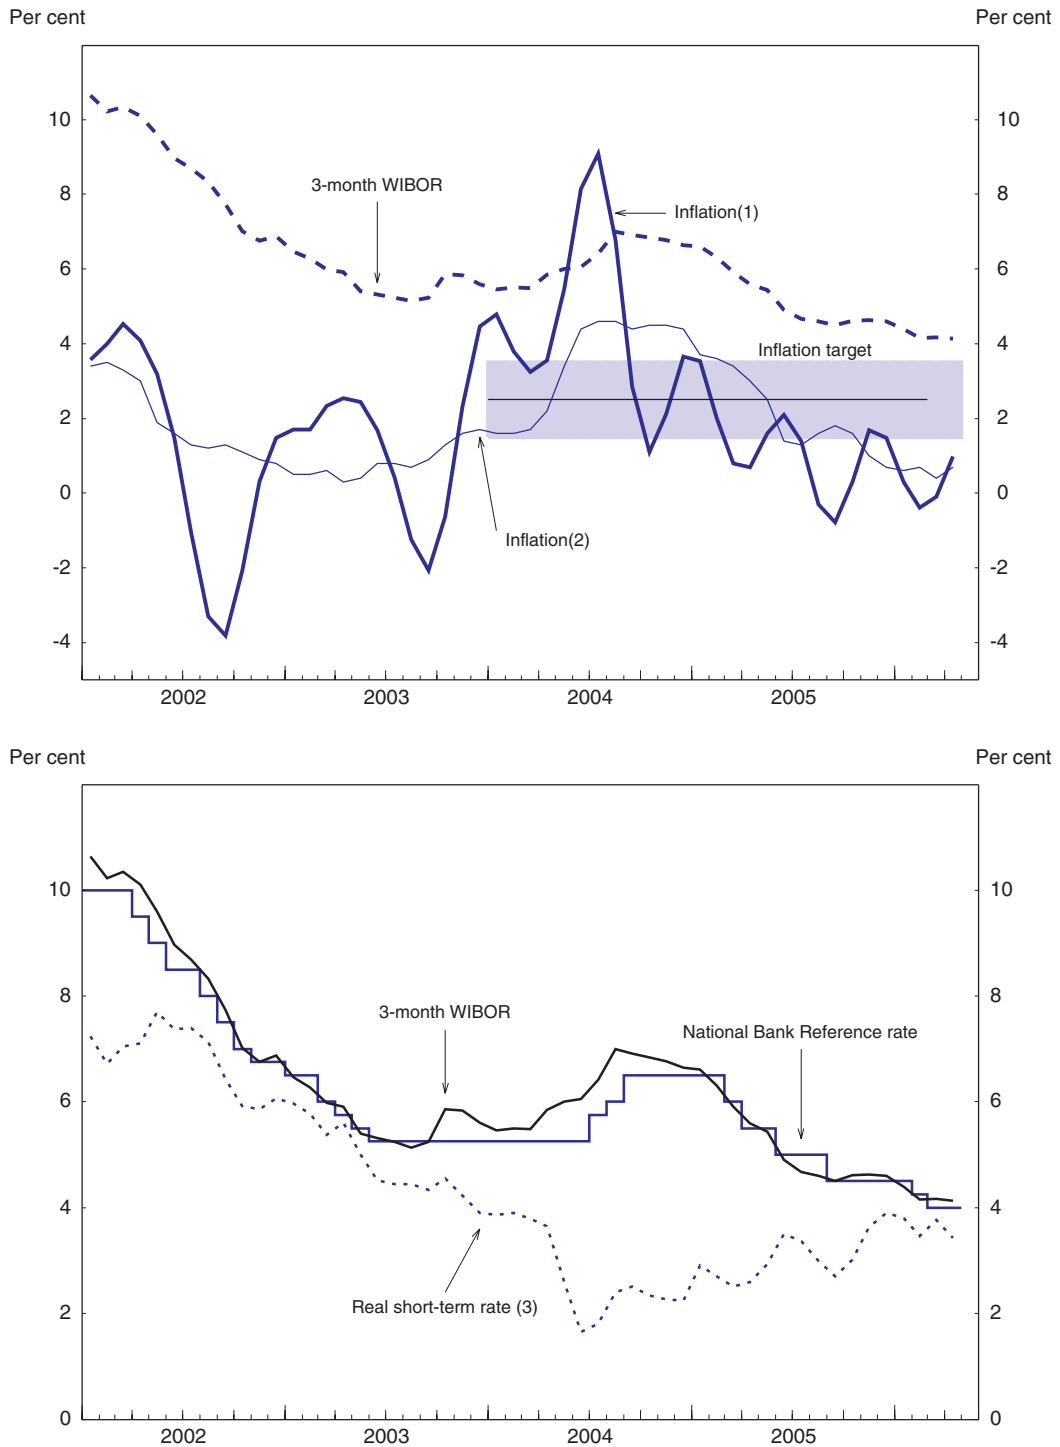 Per cent Per cent
10 10
3-month WIBOR
Inflation(1)
8 8
6 6
4 4
Inflation target
2 2
0 0
Inflation(2)
-2 -2
-4 -4
2002 2003 2004 2005
Per cent Per cent
10 10
8 8
3-month WIBOR
National Bank Reference rate
6 6
4 4
Real short-term rate (3)
2 2
0 0
2002 2003 2004 2005